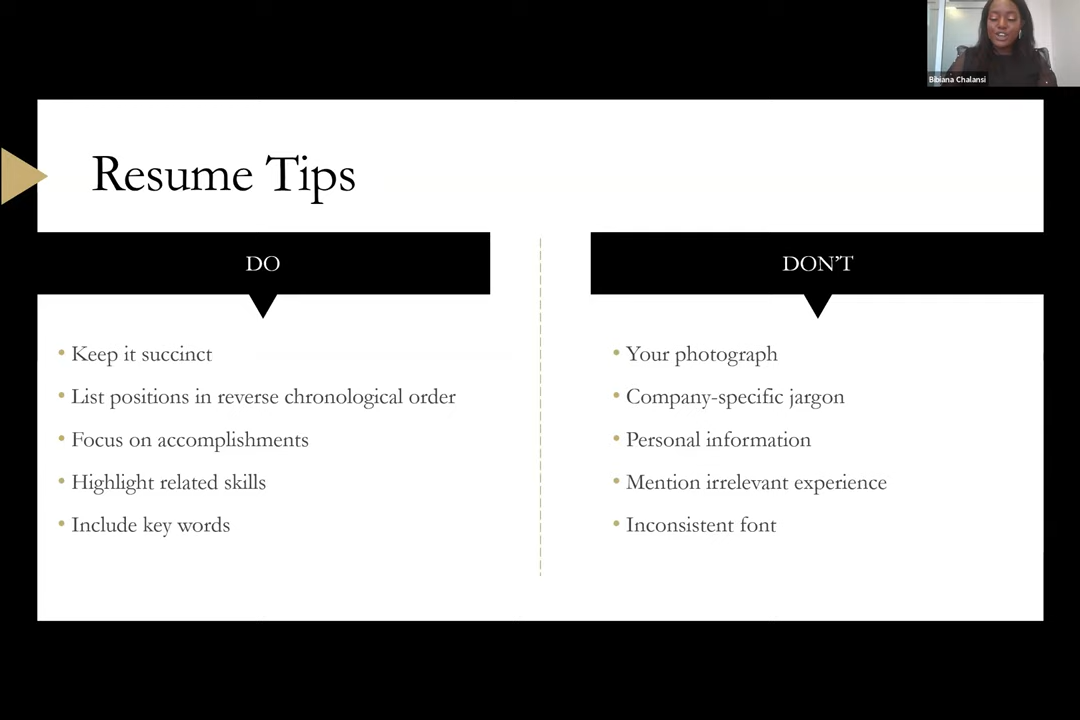 Bibiana Chalansi
Resume Tips
DO
DON'T
• Keep it succinct
• List positions in reverse chronological order
• Focus on accomplishments
• Highlight related skills
• Include key words
• Your photograph
• Company-specific jargon
• Personal information
• Mention irrelevant experience
• Inconsistent font